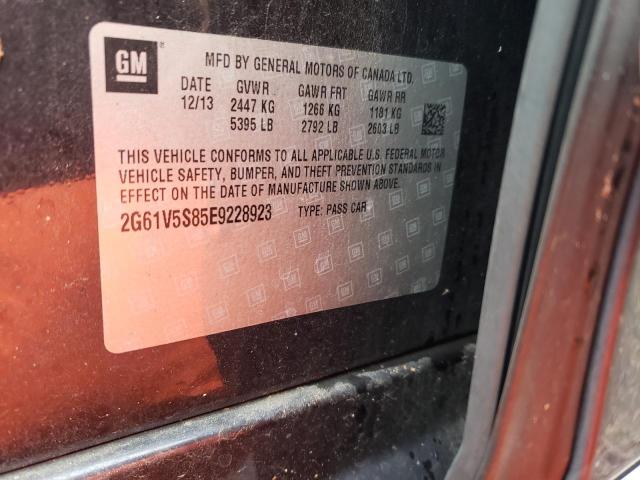 GM
MFD BY GENERAL MOTORS OF CANADA LTD.
DATE GVWR GAWR FRT GAWR RR
12/13 2447 KG 1266 KG 1181 KG
5395 LB 2792 LB 2603 LB
THIS VEHICLE CONFORMS TO ALL APPLICABLE U.S. FEDERAL MOTOR
VEHICLE SAFETY, BUMPER, AND THEFT PREVENTION STANDARDS IN
EFFECT ON THE DATE OF MANUFACTURE SHOWN ABOVE.
2G61V5S85E9228923 TYPE: PASS CAR